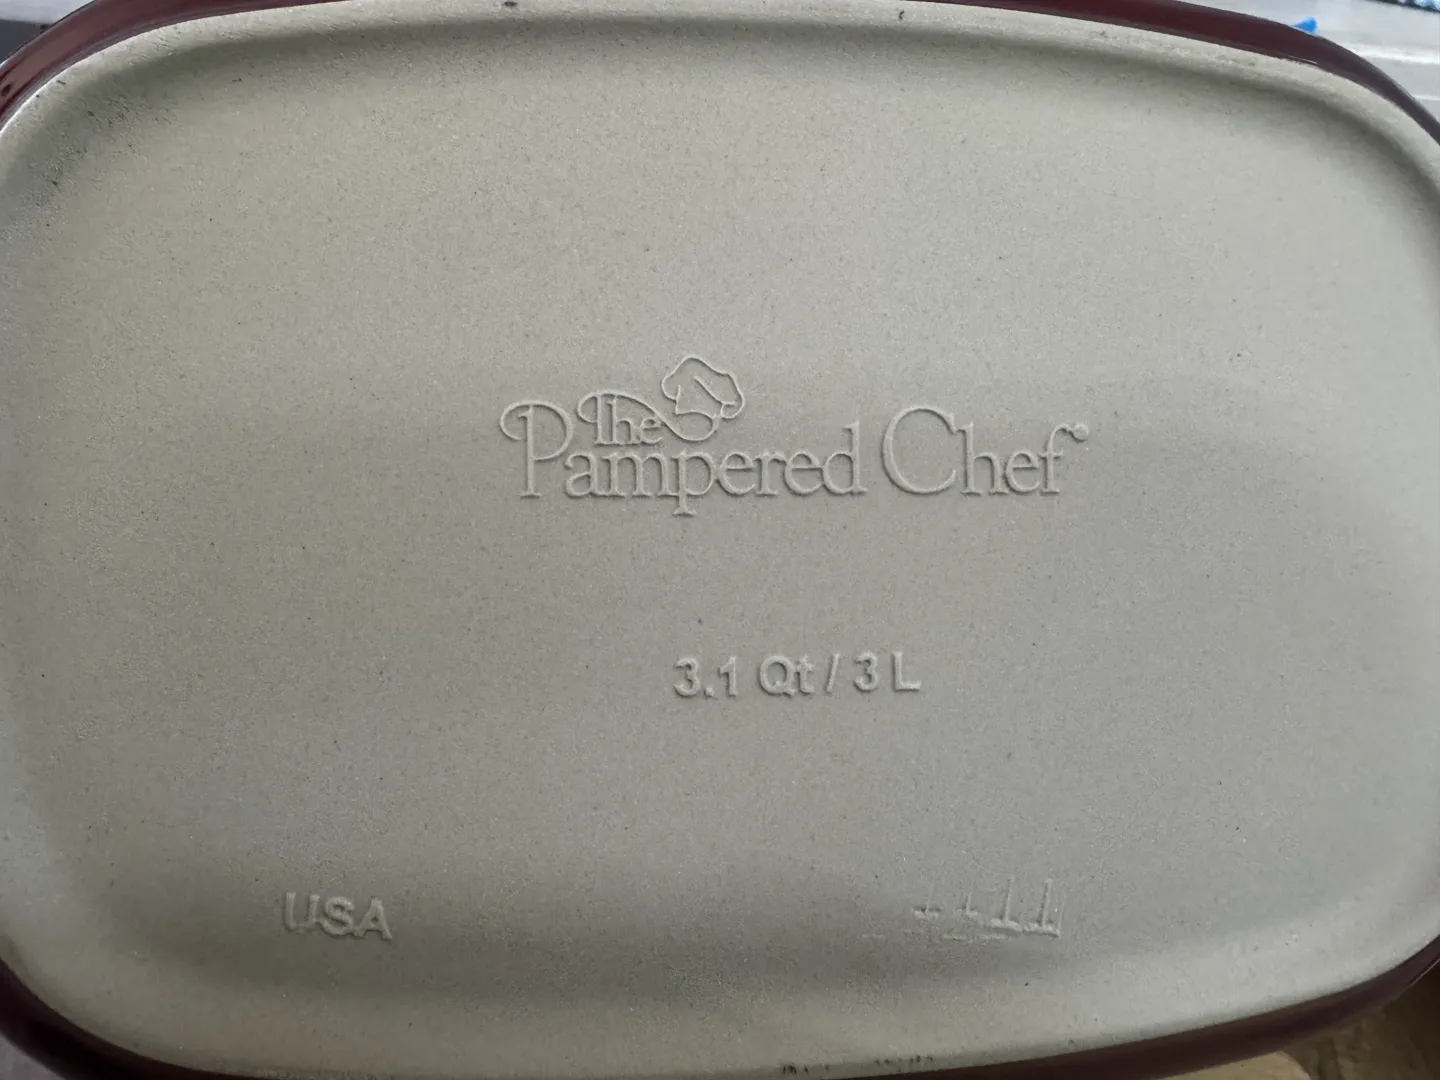 The
Pampered Chef®
3.1 Qt / 3 L
USA